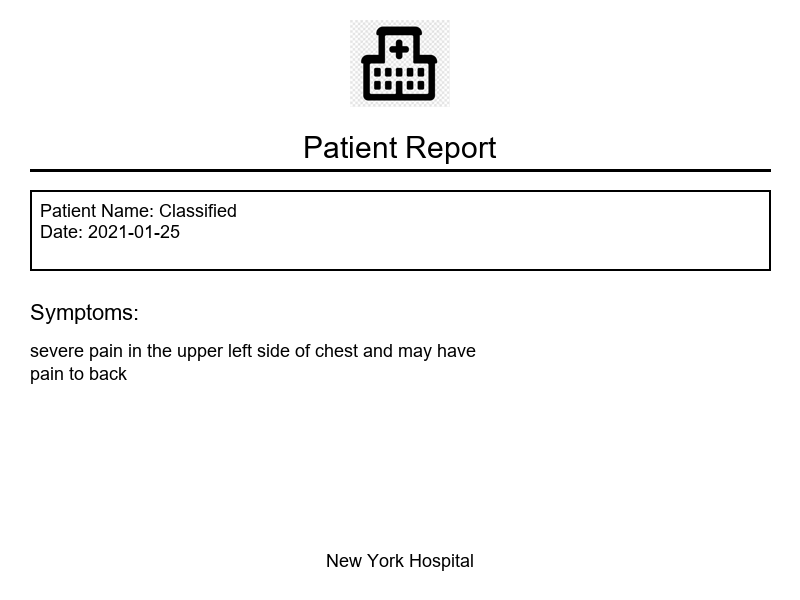 Patient Report
Patient Name: Classified
Date: 2021-01-25
Symptoms:
severe pain in the upper left side of chest and may have
pain to back
New York Hospital